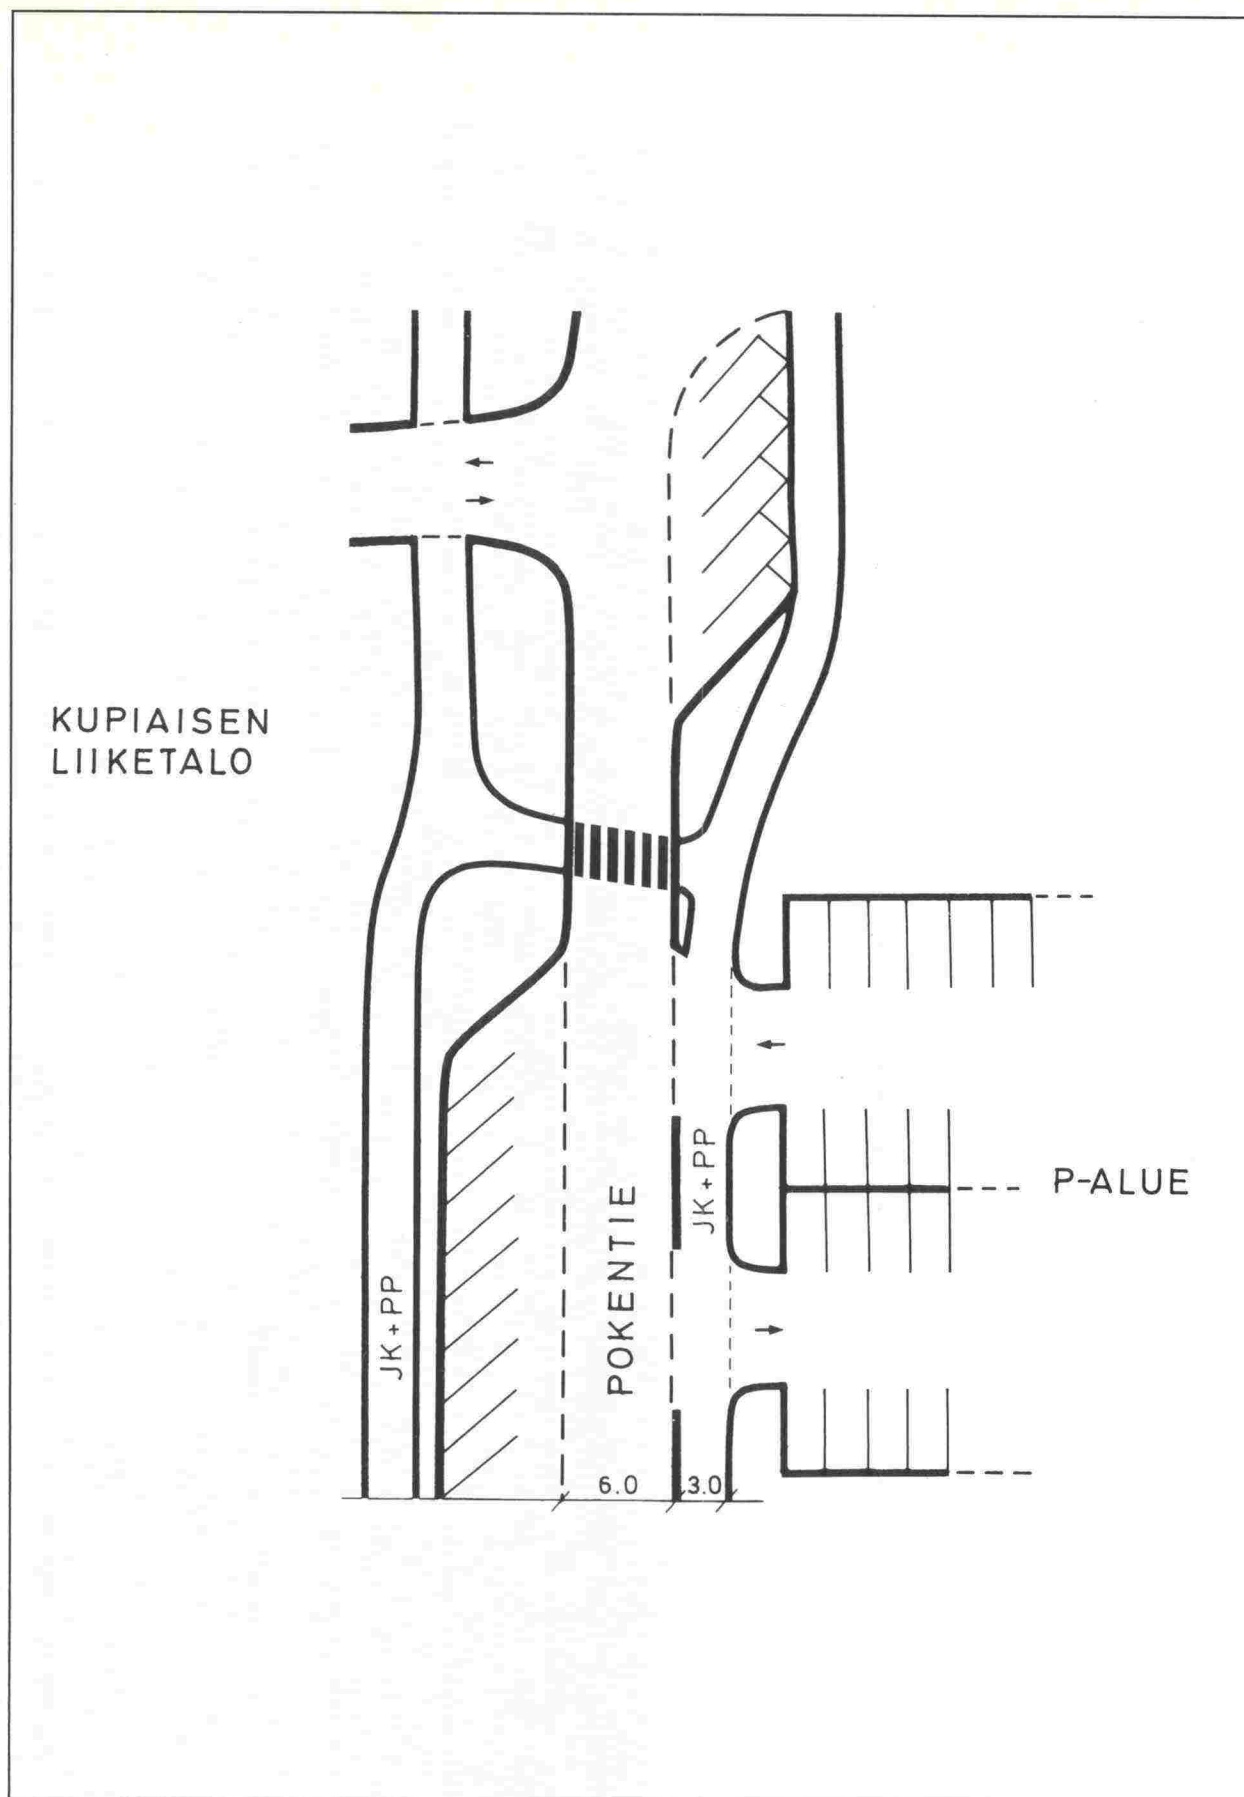 KUPIAISEN
LIIKETALO
JK+PP
P-ALUE
POKENTIE
JK+PP
6.0
3.0